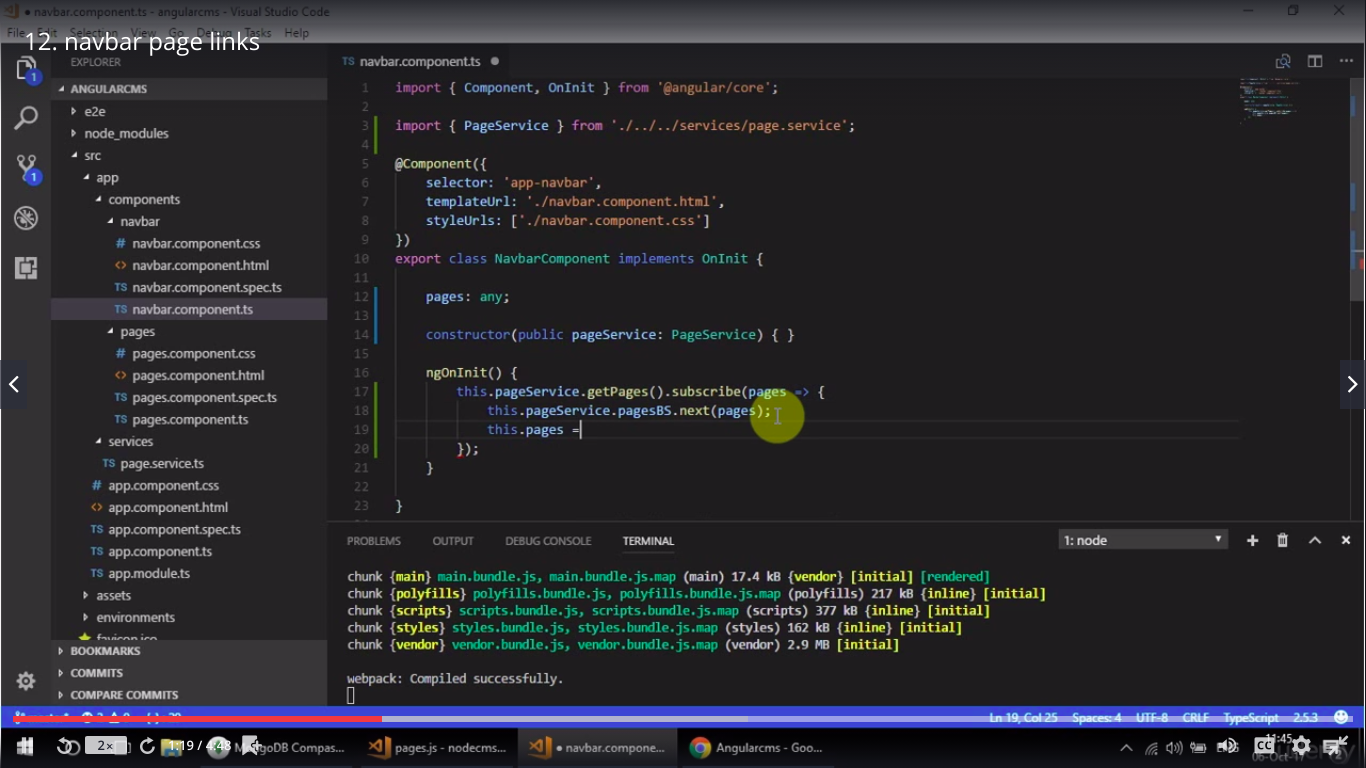 navbar.component.ts - angularcms - Visual Studio Code
File Edit Selection View Go Debug Tasks Help
12. navbar page links
EXPLORER
ANGULARCMS
e2e
node_modules
src
app
components
navbar
navbar.component.css
navbar.component.html
navbar.component.spec.ts
navbar.component.ts
pages
pages.component.css
pages.component.html
pages.component.spec.ts
pages.component.ts
services
page.service.ts
app.component.css
app.component.html
app.component.spec.ts
app.component.ts
app.module.ts
assets
environments
favicon.ico
BOOKMARKS
COMMITS
COMPARE COMMITS
TS navbar.component.ts
1 import { Component, OnInit } from '@angular/core';
2
3 import { PageService } from './../../services/page.service';
4
5 @Component({
6 selector: 'app-navbar',
7 templateUrl: './navbar.component.html',
8 styleUrls: ['./navbar.component.css']
9 })
10 export class NavbarComponent implements OnInit {
11
12 pages: any;
13
14 constructor(public pageService: PageService) { }
15
16 ngOnInit() {
17 this.pageService.getPages().subscribe(pages => {
18 this.pageService.pagesBS.next(pages);
19 this.pages =
20 });
21 }
22
23 }
PROBLEMS OUTPUT DEBUG CONSOLE TERMINAL 1: node
chunk {main} main.bundle.js, main.bundle.js.map (main) 17.4 kB {vendor} [initial] [rendered]
chunk {polyfills} polyfills.bundle.js, polyfills.bundle.js.map (polyfills) 217 kB {inline} [initial]
chunk {scripts} scripts.bundle.js, scripts.bundle.js.map (scripts) 377 kB {inline} [initial]
chunk {styles} styles.bundle.js, styles.bundle.js.map (styles) 162 kB {inline} [initial]
chunk {vendor} vendor.bundle.js, vendor.bundle.js.map (vendor) 2.9 MB [initial]
webpack: Compiled successfully.
Ln 19, Col 25 Spaces: 4 UTF-8 CRLF TypeScript 2.5.3
2x 1:19 / 4:48 MongoDB Compas... pages.js - nodecms... navbar.compone... Angularcms - Goo... 11:45
06-Oct-17